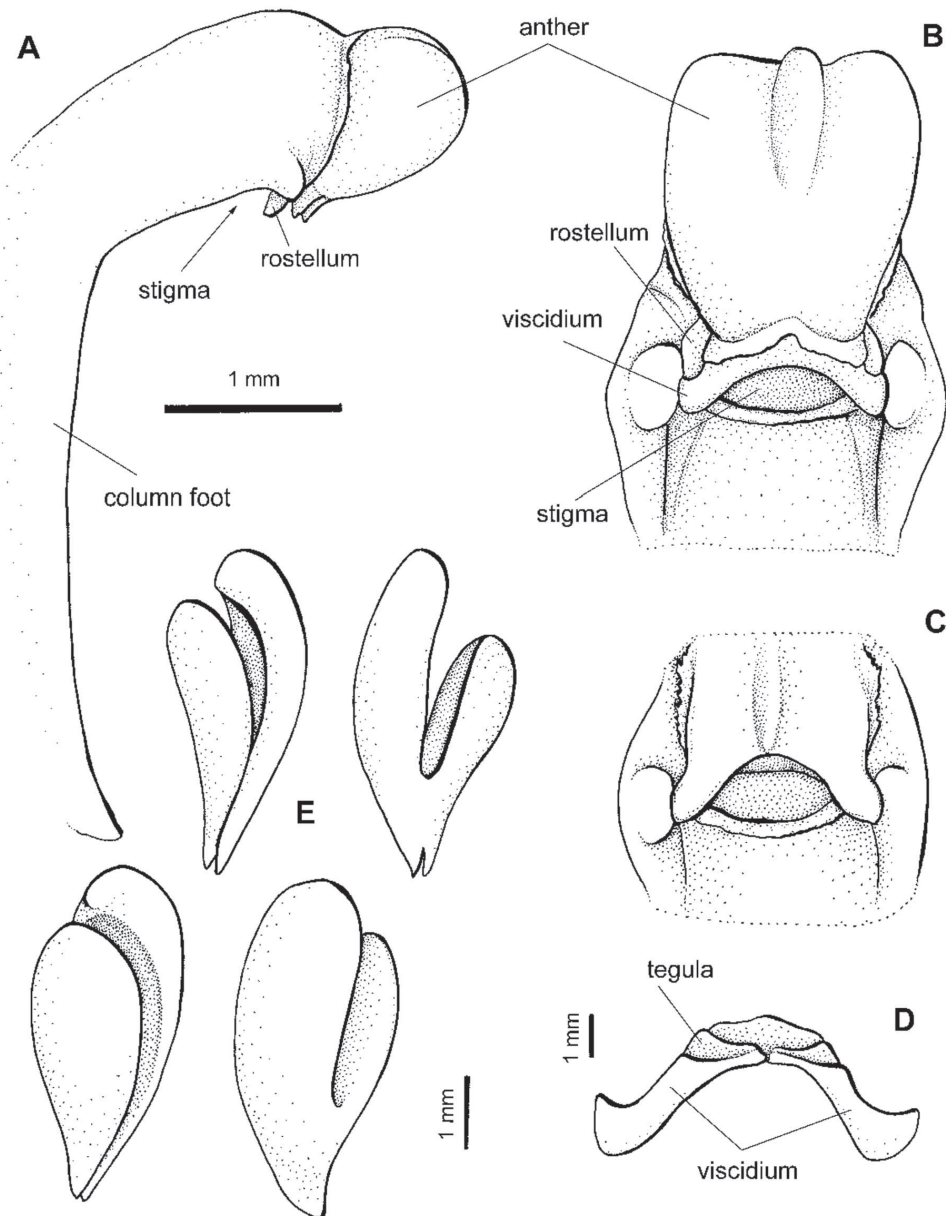 A
anther
B
rostellum
stigma
rostellum
viscidium
1 mm
column foot
stigma
C
E
tegula
D
1 mm
1 mm
viscidium